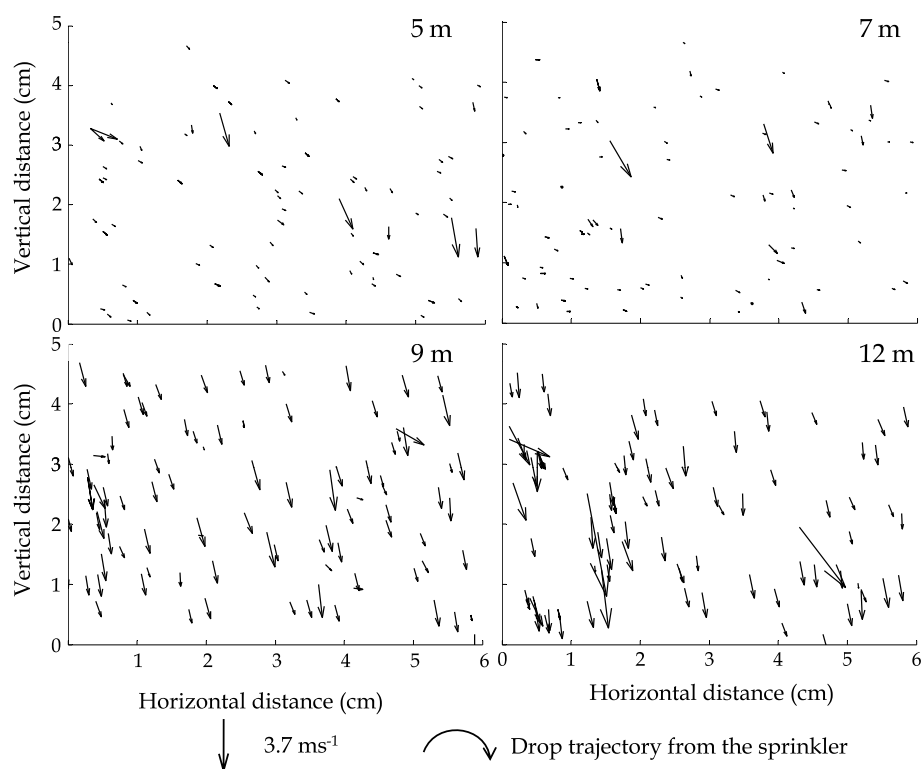 5 m
7 m
Vertical distance (cm)
5
4
3
2
1
0
9 m
12 m
Vertical distance (cm)
5
4
3
2
1
0
1 2 3 4 5 6
0 1 2 3 4 5 6
Horizontal distance (cm)
Horizontal distance (cm)
3.7 ms-1
Drop trajectory from the sprinkler